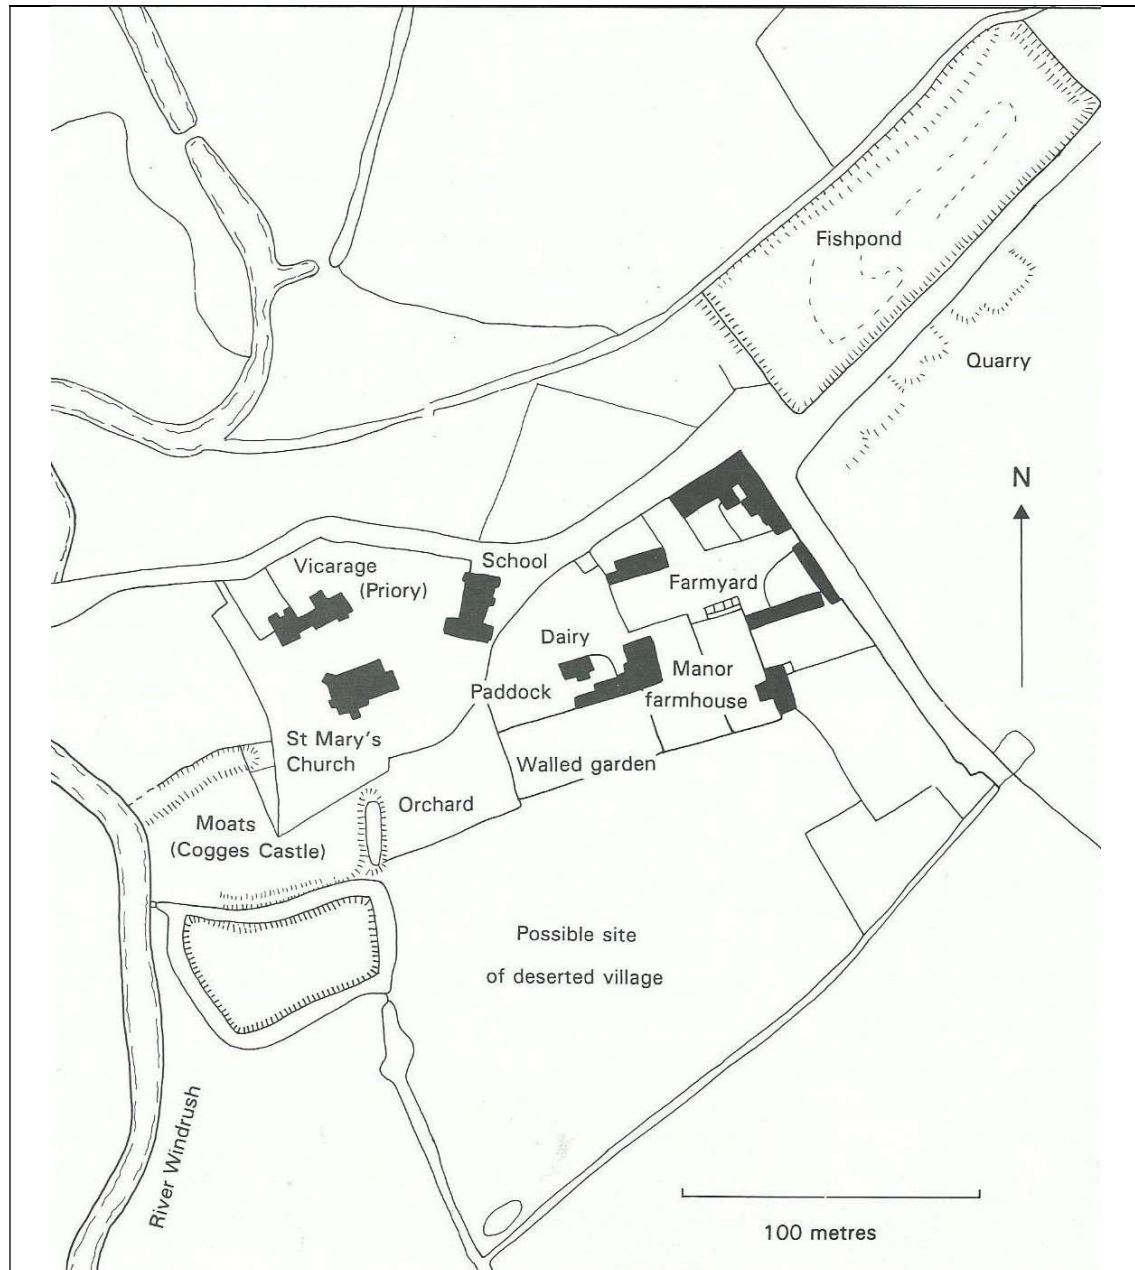 Fishpond
Quarry
N
School
Vicarage
(Priory)
Farmyard
Dairy
Manor
farmhouse
Paddock
St Mary's
Church
Walled garden
Orchard
Moats
(Cogges Castle)
Possible site
of deserted village
River Windrush
100 metres